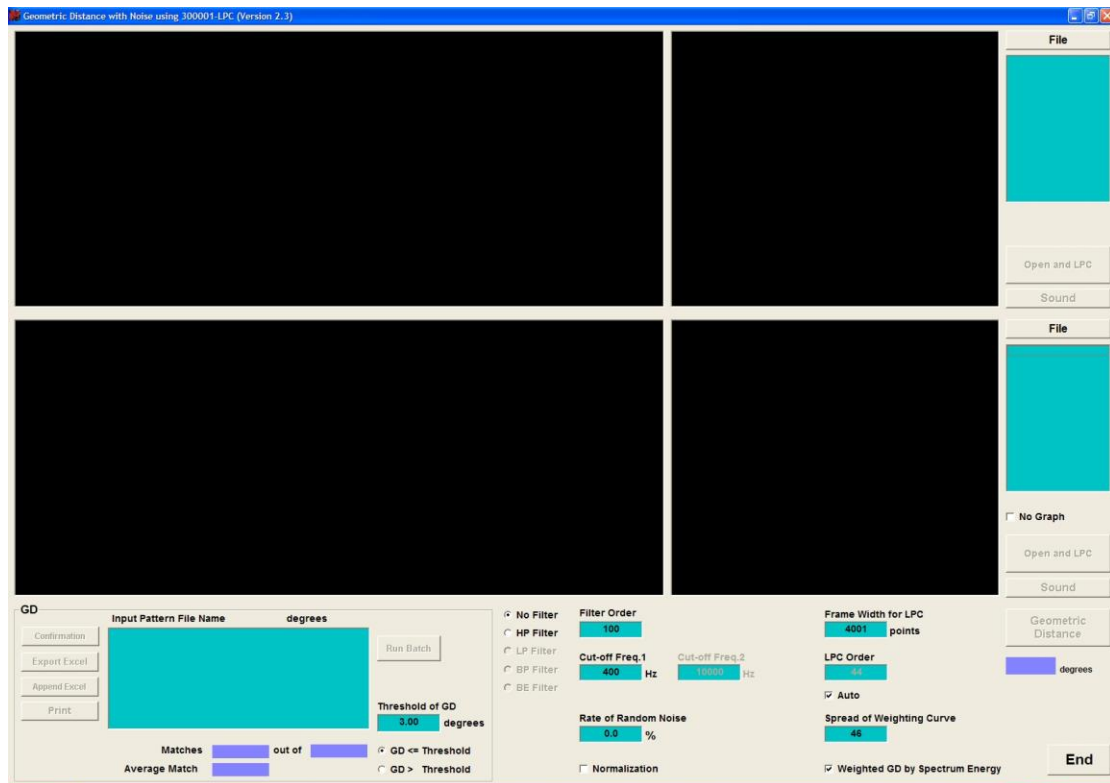 Geometric Distance with Noise using 300001-LPC (Version 2.3)
File
Open and LPC
Sound
File
No Graph
Open and LPC
Sound
Geometric
Distance
degrees
End
GD
Input Pattern File Name degrees
Confirmation
Export Excel
Append Excel
Print
Run Batch
Threshold of GD
3.00 degrees
Matches out of
Average Match
GD <= Threshold
GD > Threshold
No Filter
HP Filter
LP Filter
BP Filter
BE Filter
Filter Order
100
Cut-off Freq.1 Cut-off Freq.2
400 Hz 10000 Hz
Rate of Random Noise
0.0 %
Normalization
Frame Width for LPC
4001 points
LPC Order
44
Auto
Spread of Weighting Curve
46
Weighted GD by Spectrum Energy